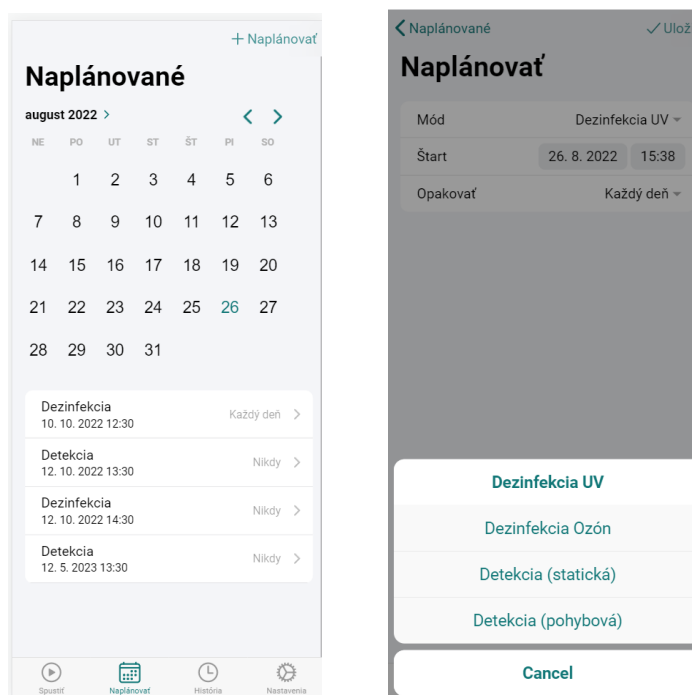 + Naplánovať
Naplánované
august 2022 >
NE PO UT ST ŠT PI SO
1 2 3 4 5 6
7 8 9 10 11 12 13
14 15 16 17 18 19 20
21 22 23 24 25 26 27
28 29 30 31
Dezinfekcia
10. 10. 2022 12:30
Každý deň
Detekcia
12. 10. 2022 13:30
Nikdy
Dezinfekcia
12. 10. 2022 14:30
Nikdy
Detekcia
12. 5. 2023 13:30
Nikdy
Spustiť Naplánovať História Nastavenia
Naplánované
Ulož
Naplánovať
Mód Dezinfekcia UV
Štart 26. 8. 2022 15:38
Opakovať Každý deň
Dezinfekcia UV
Dezinfekcia Ozón
Detekcia (statická)
Detekcia (pohybová)
Cancel